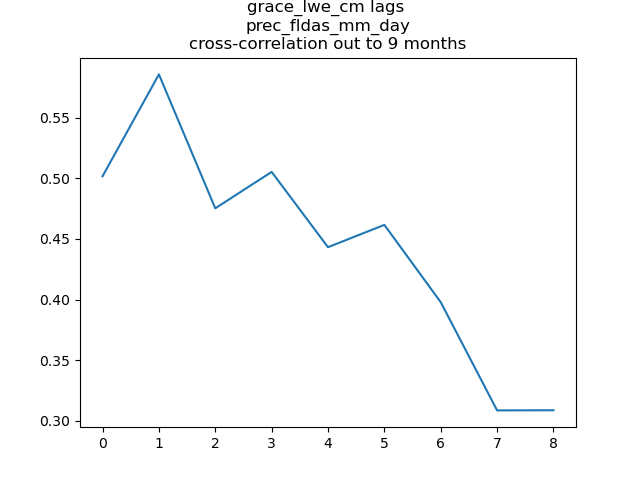 grace_lwe_cm lags
prec_fldas_mm_day
cross-correlation out to 9 months
0.55
0.50
0.45
0.40
0.35
0.30
0 1 2 3 4 5 6 7 8